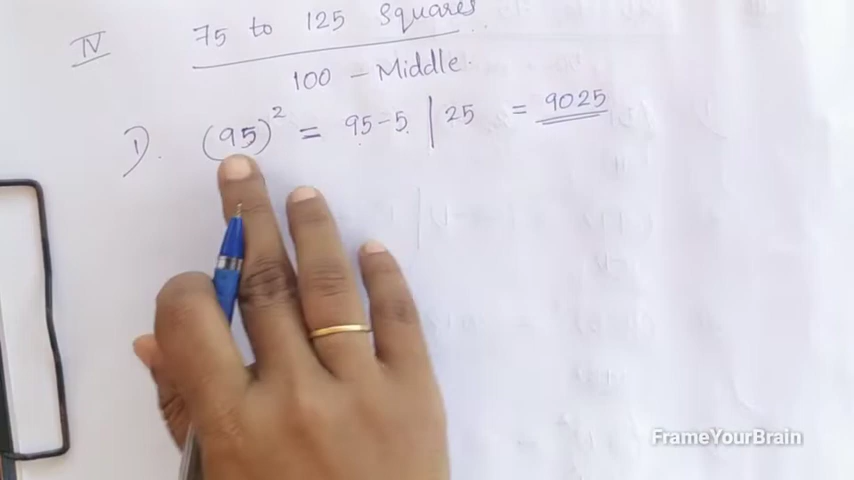 IV 75 to 125 Squares
100 - Middle.
1). (95)² = 95-5 | 25 = 9025
FrameYourBrain